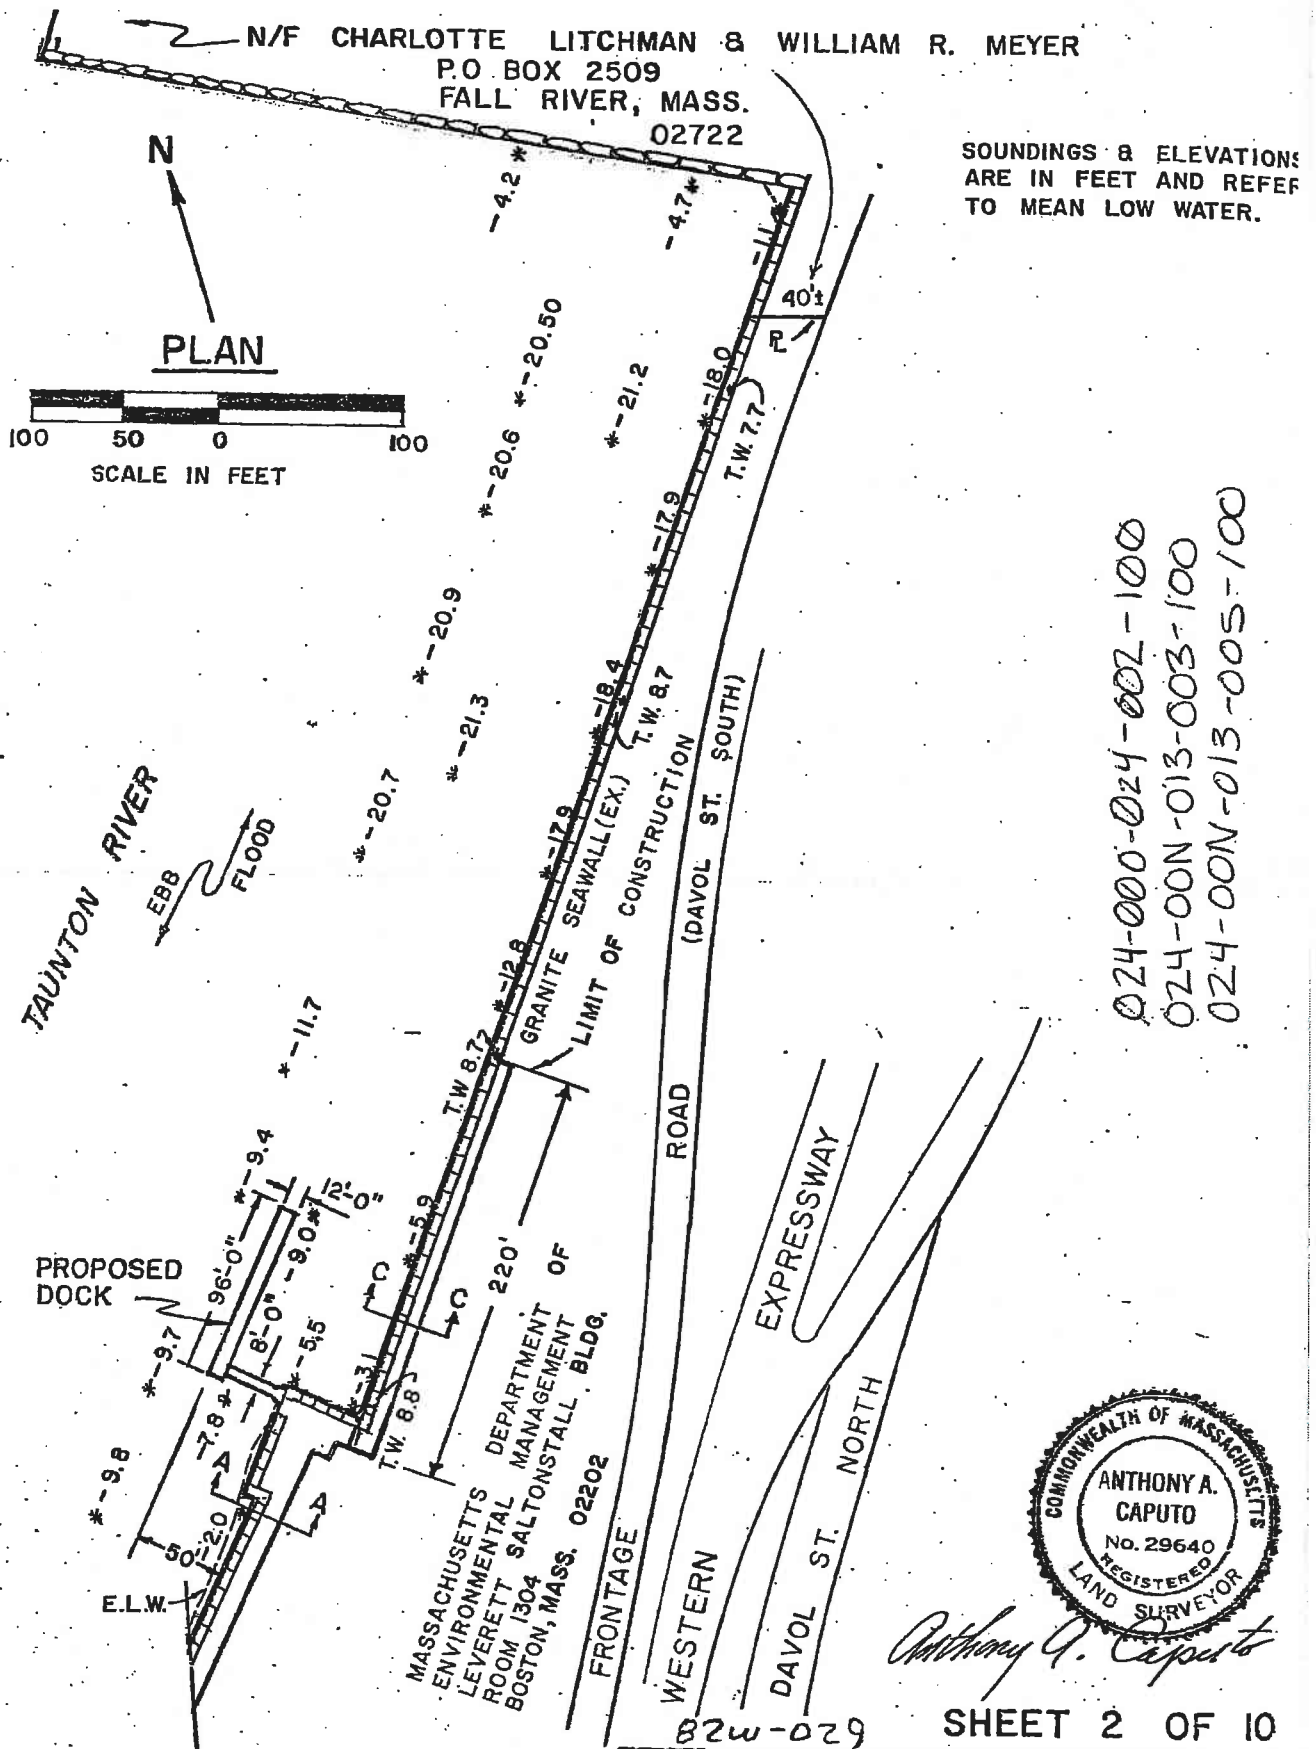 N/F CHARLOTTE LITCHMAN & WILLIAM R. MEYER
P.O. BOX 2509
FALL RIVER, MASS.
02722
SOUNDINGS & ELEVATIONS
ARE IN FEET AND REFER
TO MEAN LOW WATER.
N
PLAN
100 50 0 100
SCALE IN FEET
*-4.2
-4.7*
40'±
PL
*-20.50
*-21.2
*-18.0
T.W. 7.7
*-20.6
*-17.9
*-20.9
*-18.4
T.W. 8.7
*-21.3
*-20.7
*-17.9
TAUNTON RIVER
EBB
FLOOD
*-12.8
GRANITE SEAWALL (EX.)
LIMIT OF CONSTRUCTION
*-11.7
T.W 8.7
FRONTAGE ROAD (DAVOL ST. SOUTH)
WESTERN EXPRESSWAY
DAVOL ST. NORTH
*-9.4
12'-0"
*-5.9
96'-0"
-9.0*
8'-0"
C
C
220'
PROPOSED
DOCK
*-9.7
*-5.5
*-3.1
T.W. 8.8
-7.8*
*-9.8
A
A
50'
-2.0
E.L.W.
MASSACHUSETTS DEPARTMENT OF
ENVIRONMENTAL MANAGEMENT
LEVERETT SALTONSTALL BLDG.
ROOM 1304
BOSTON, MASS. 02202
024-000-024-002-100
024-00N-013-003-100
024-00N-013-005-100
COMMONWEALTH OF MASSACHUSETTS
ANTHONY A.
CAPUTO
No. 29640
REGISTERED
LAND SURVEYOR
Anthony A. Caputo
SHEET 2 OF 10